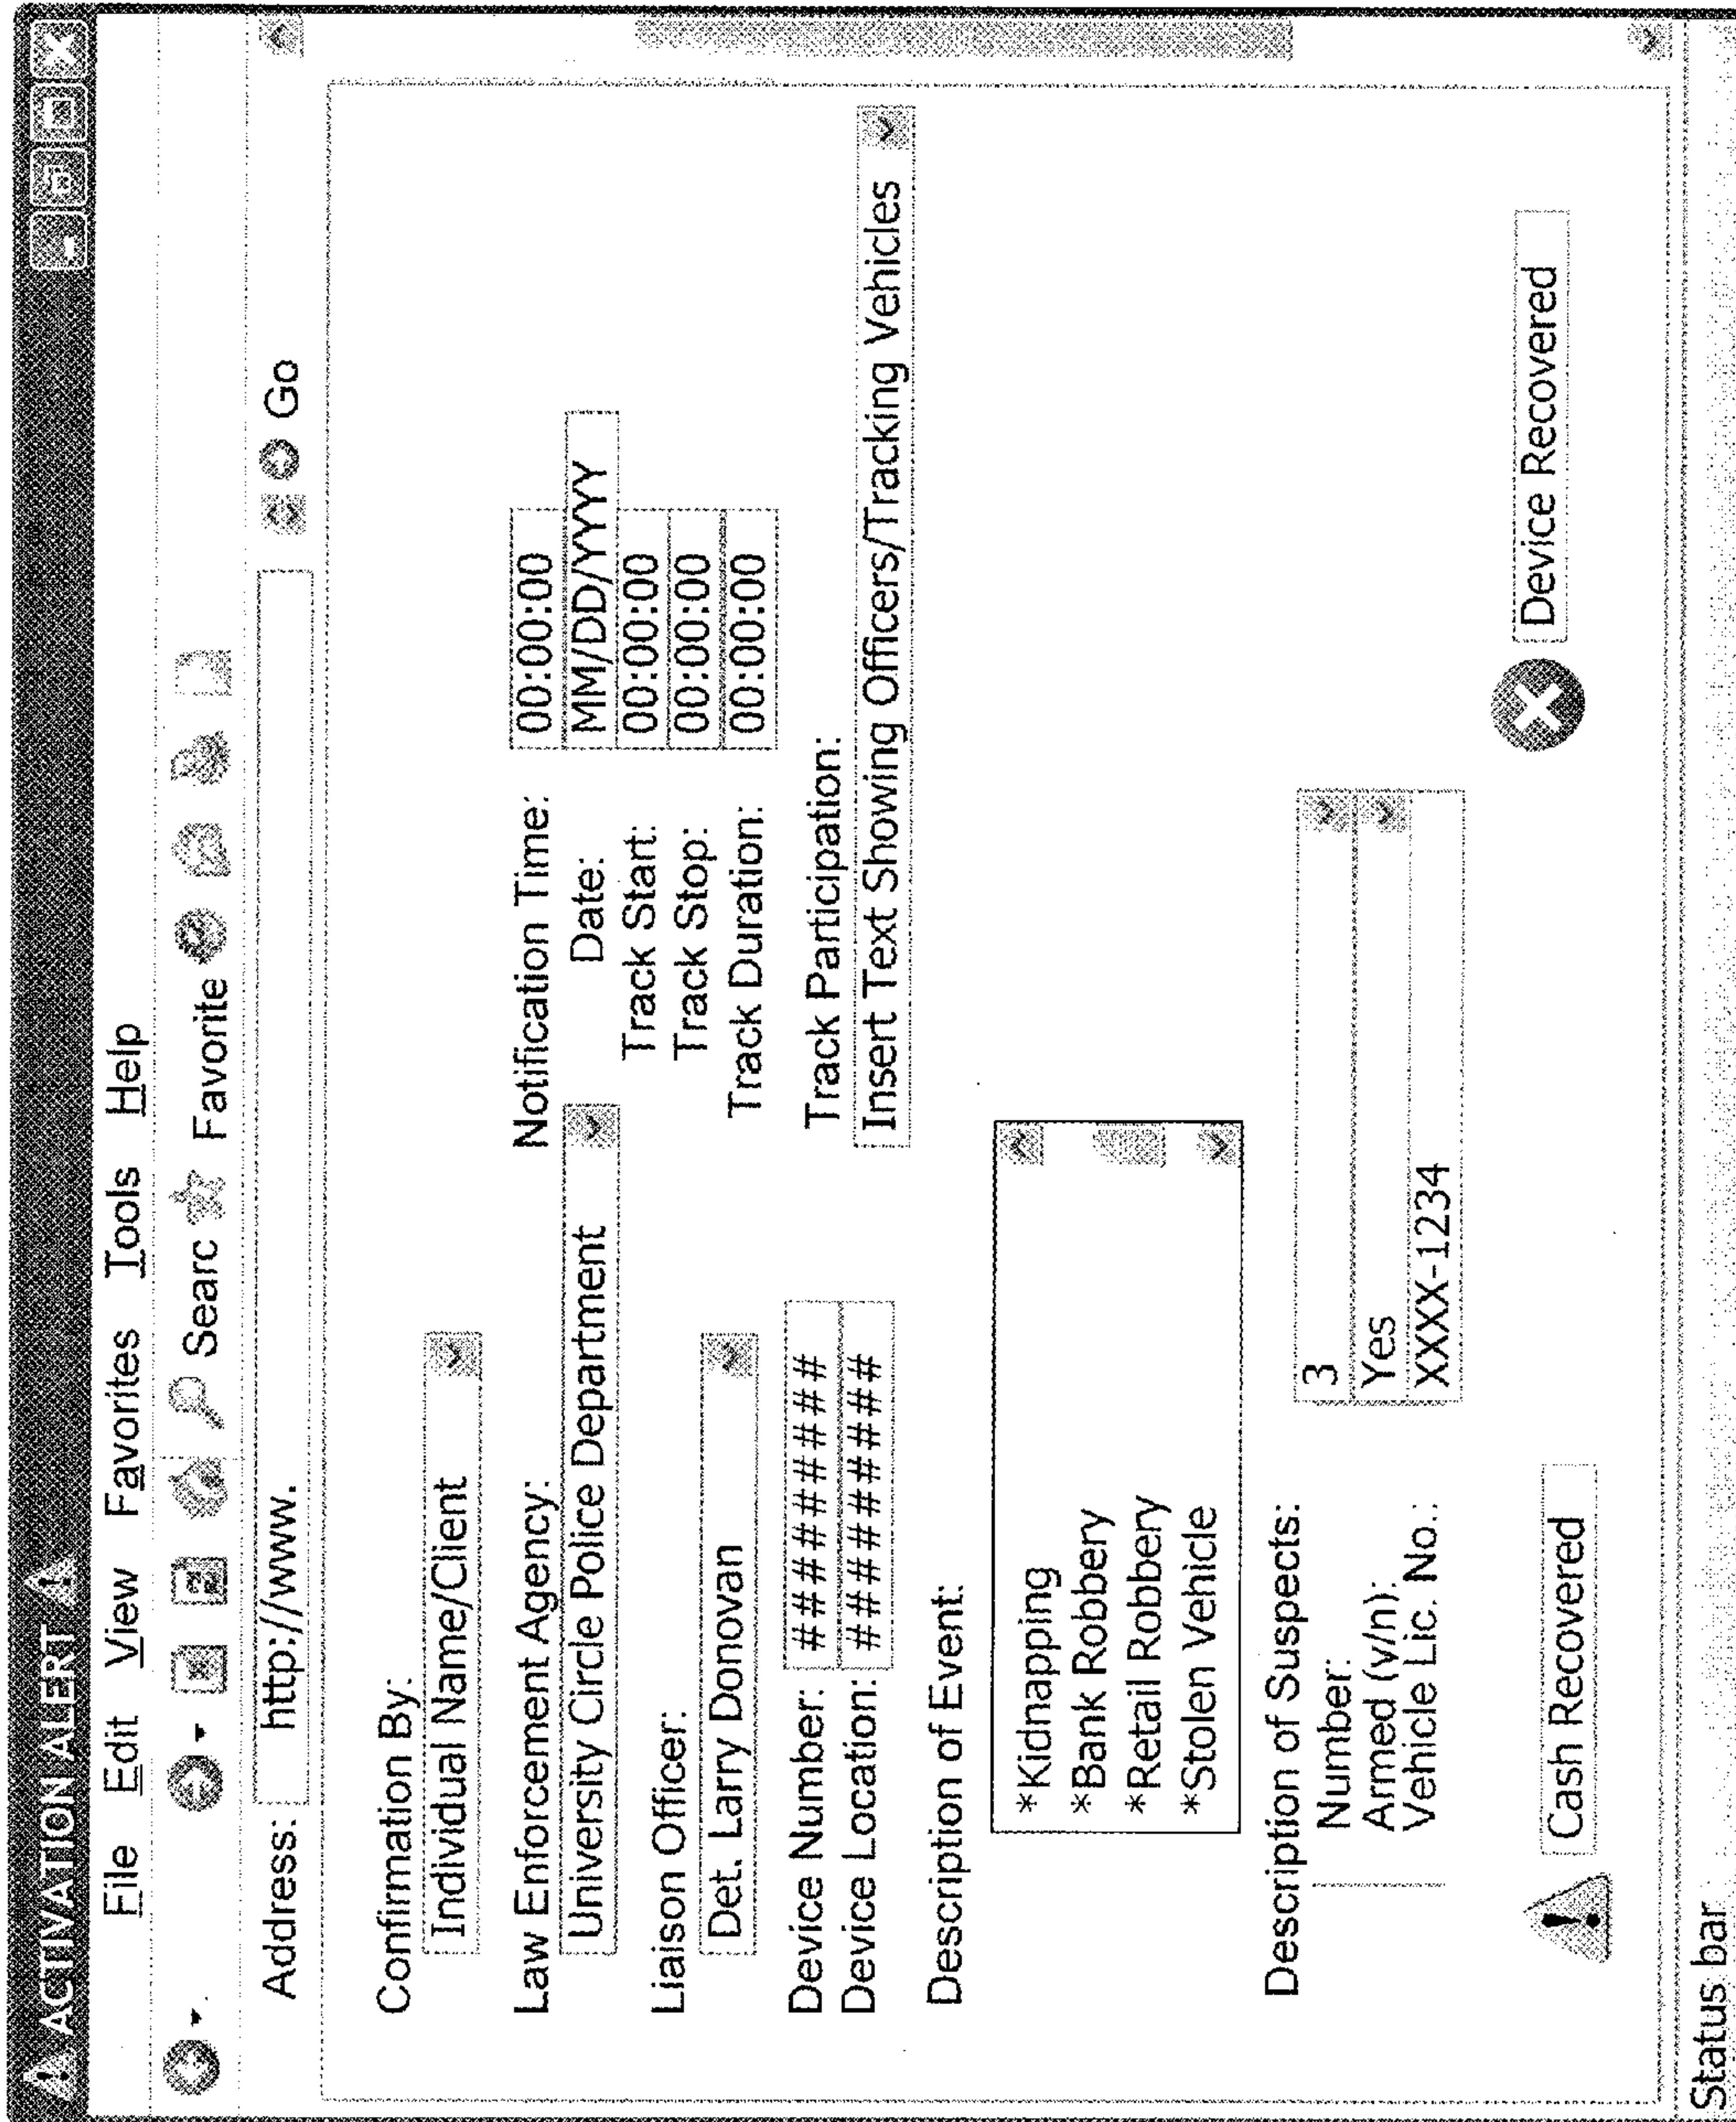 ACTIVATION ALERT
File Edit View Favorites Tools Help
Searc Favorite
Address: http://www. Go
Confirmation By:
Individual Name/Client
Law Enforcement Agency:
University Circle Police Department
Liaison Officer:
Det. Larry Donovan
Device Number: ##########
Device Location: ##########
Notification Time: 00:00:00
Date: MM/DD/YYYY
Track Start: 00:00:00
Track Stop: 00:00:00
Track Duration: 00:00:00
Track Participation:
Insert Text Showing Officers/Tracking Vehicles
Description of Event:
*Kidnapping
*Bank Robbery
*Retail Robbery
*Stolen Vehicle
Description of Suspects:
Number: 3
Armed (y/n): Yes
Vehicle Lic. No.: XXXX-1234
Cash Recovered
Device Recovered
Status bar